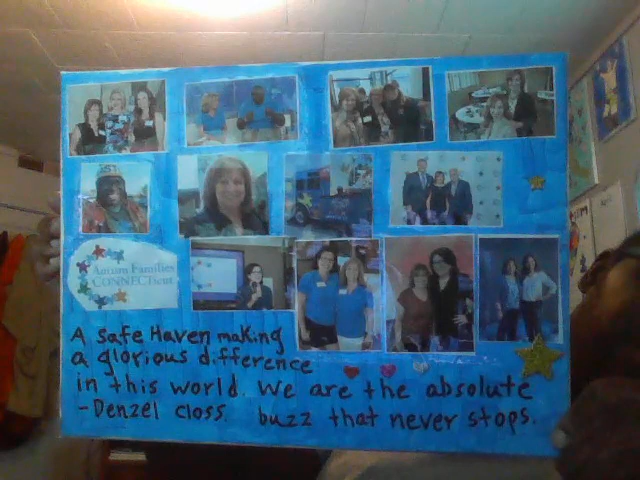 Autism Families
CONNECTicut
A safe Haven making
a glorious difference
in this world. We are the absolute
-Denzel Closs. buzz that never stops.